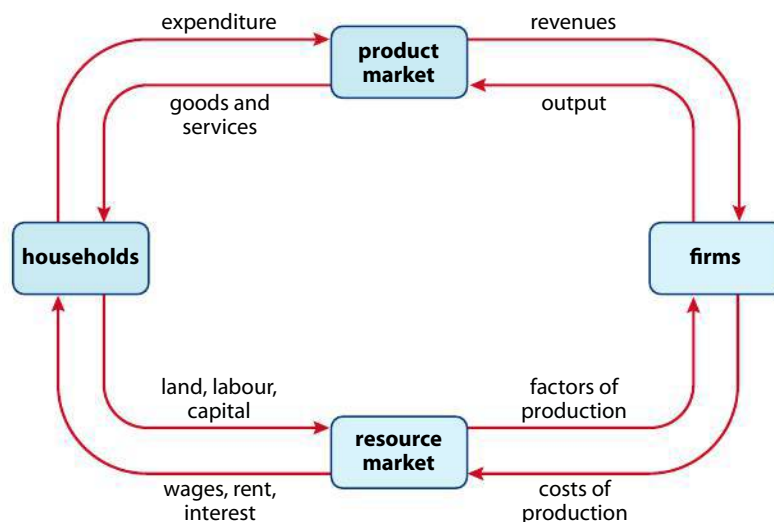 expenditure
revenues
product
market
goods and
services
output
households
firms
land, labour,
capital
factors of
production
resource
market
wages, rent,
interest
costs of
production